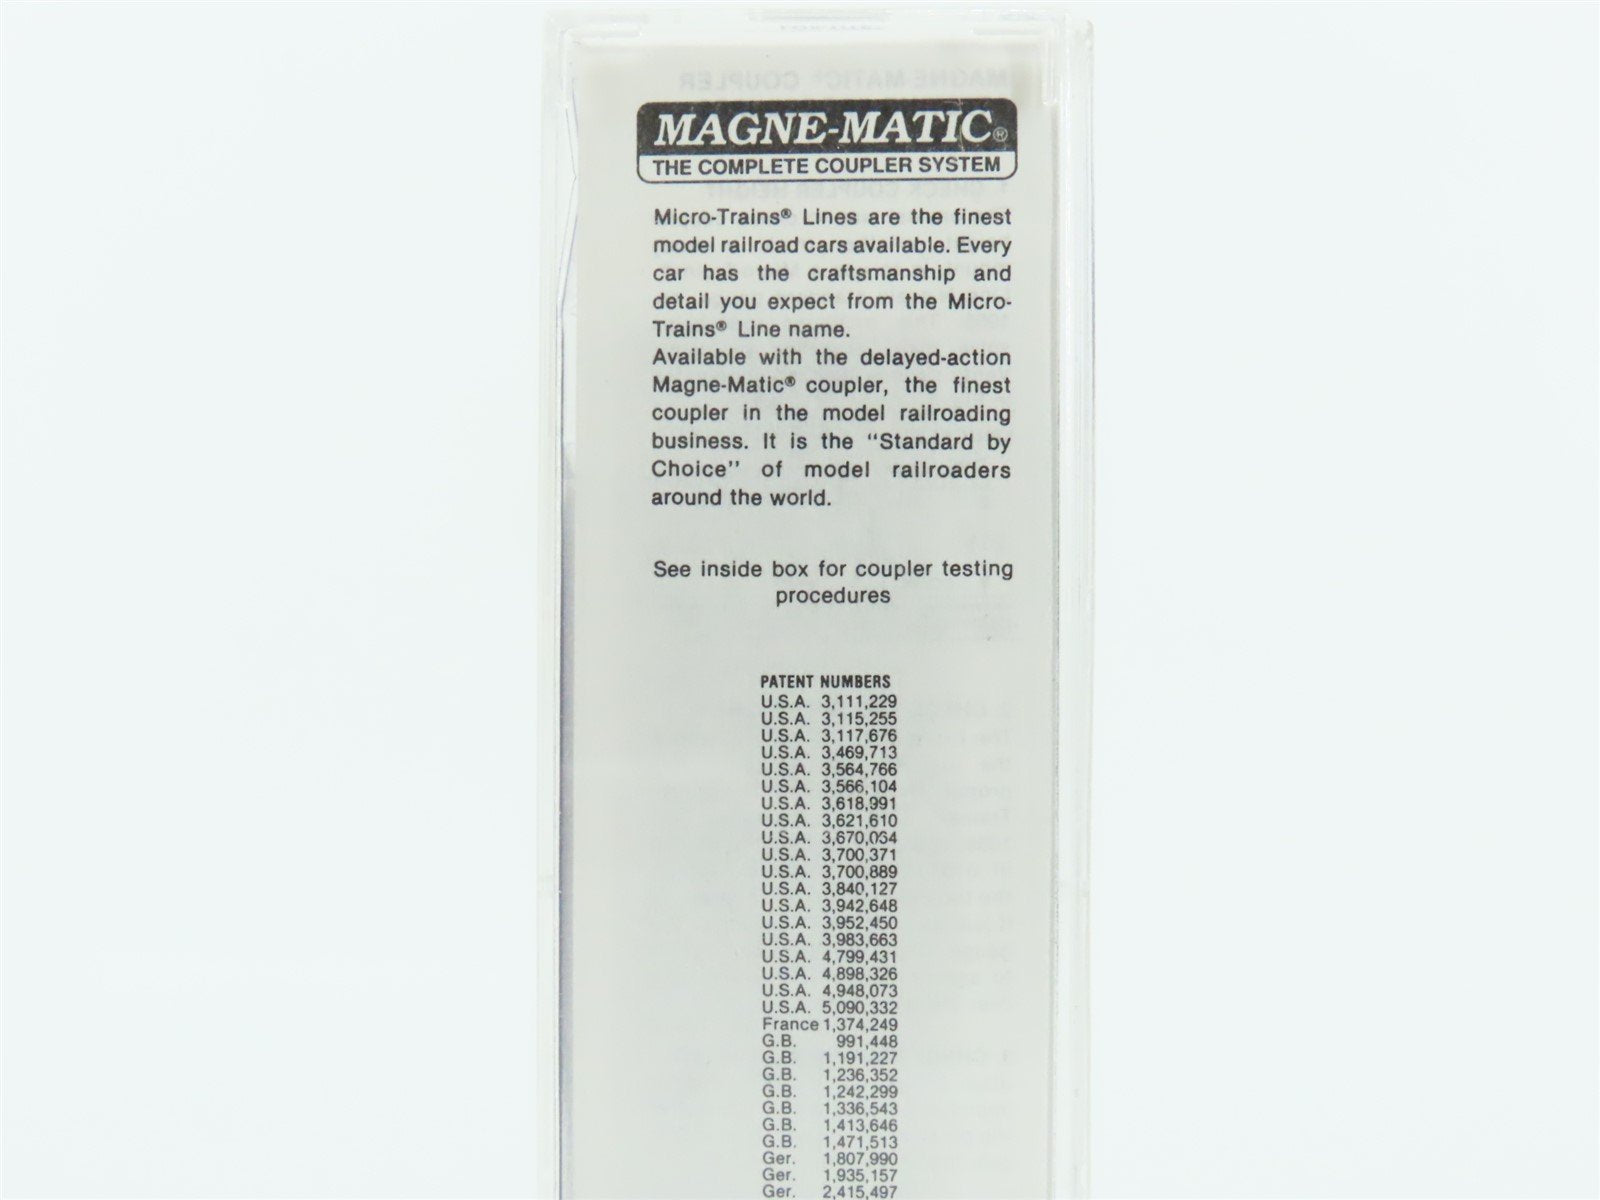 MAGNE-MATIC®
THE COMPLETE COUPLER SYSTEM
Micro-Trains® Lines are the finest
model railroad cars available. Every
car has the craftsmanship and
detail you expect from the Micro-
Trains® Line name.
Available with the delayed-action
Magne-Matic® coupler, the finest
coupler in the model railroading
business. It is the "Standard by
Choice" of model railroaders
around the world.
See inside box for coupler testing
procedures
PATENT NUMBERS
U.S.A. 3,111,229
U.S.A. 3,115,255
U.S.A. 3,117,676
U.S.A. 3,469,713
U.S.A. 3,564,766
U.S.A. 3,566,104
U.S.A. 3,618,991
U.S.A. 3,621,610
U.S.A. 3,670,064
U.S.A. 3,700,371
U.S.A. 3,700,889
U.S.A. 3,840,127
U.S.A. 3,942,648
U.S.A. 3,952,450
U.S.A. 3,983,663
U.S.A. 4,799,431
U.S.A. 4,898,326
U.S.A. 4,948,073
U.S.A. 5,090,332
France 1,374,249
G.B. 991,448
G.B. 1,191,227
G.B. 1,236,352
G.B. 1,242,299
G.B. 1,336,543
G.B. 1,413,646
G.B. 1,471,513
Ger. 1,807,990
Ger. 1,935,157
Ger. 2,415,497